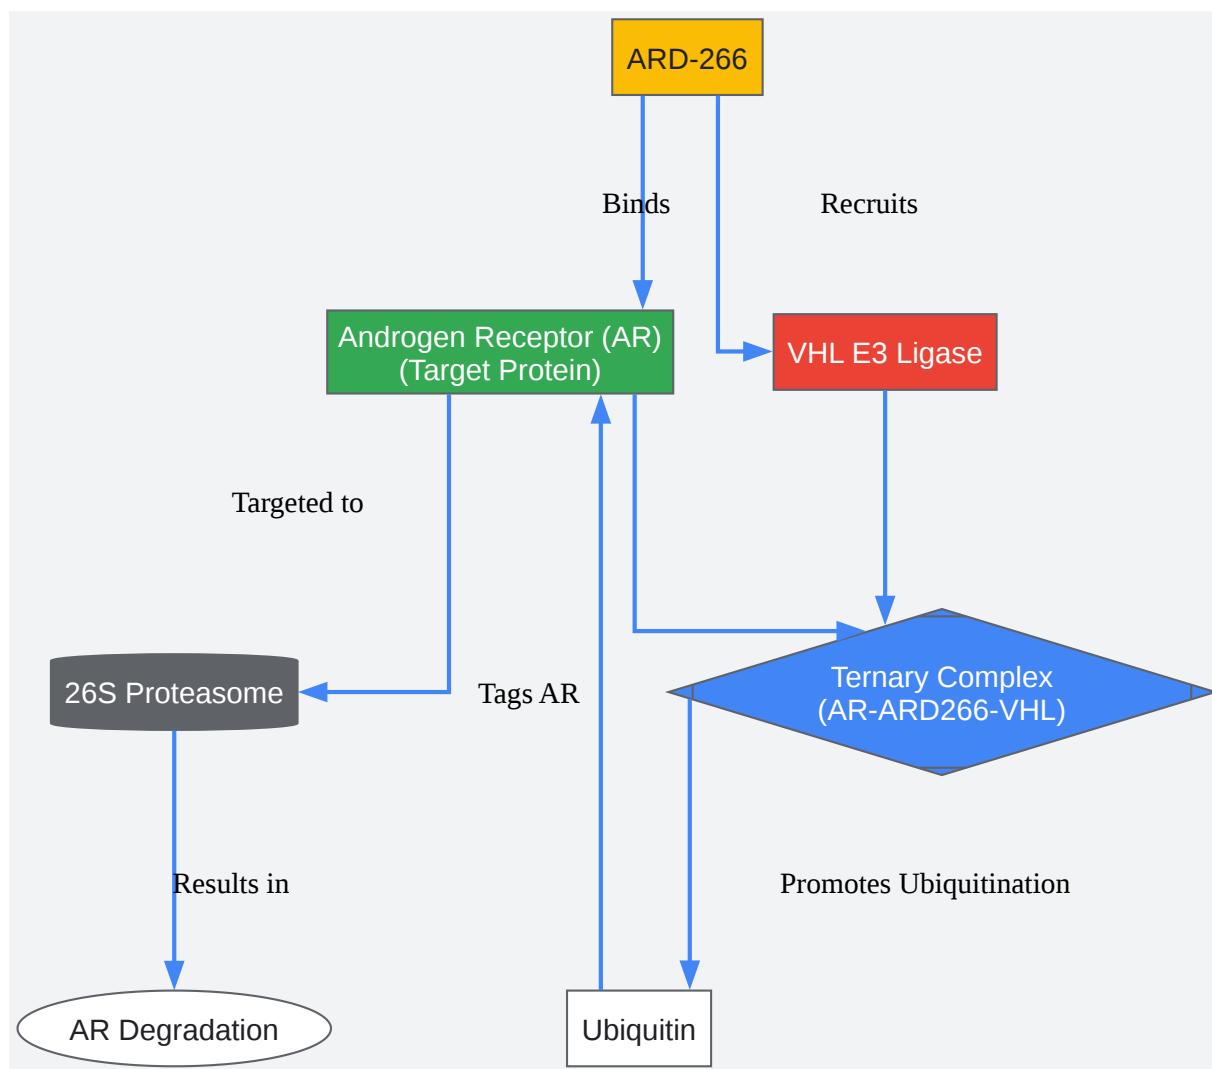 ARD-266
Binds
Recruits
Androgen Receptor (AR)
(Target Protein)
VHL E3 Ligase
Targeted to
26S Proteasome
Tags AR
Ternary Complex
(AR-ARD266-VHL)
Results in
Promotes Ubiquitination
AR Degradation
Ubiquitin